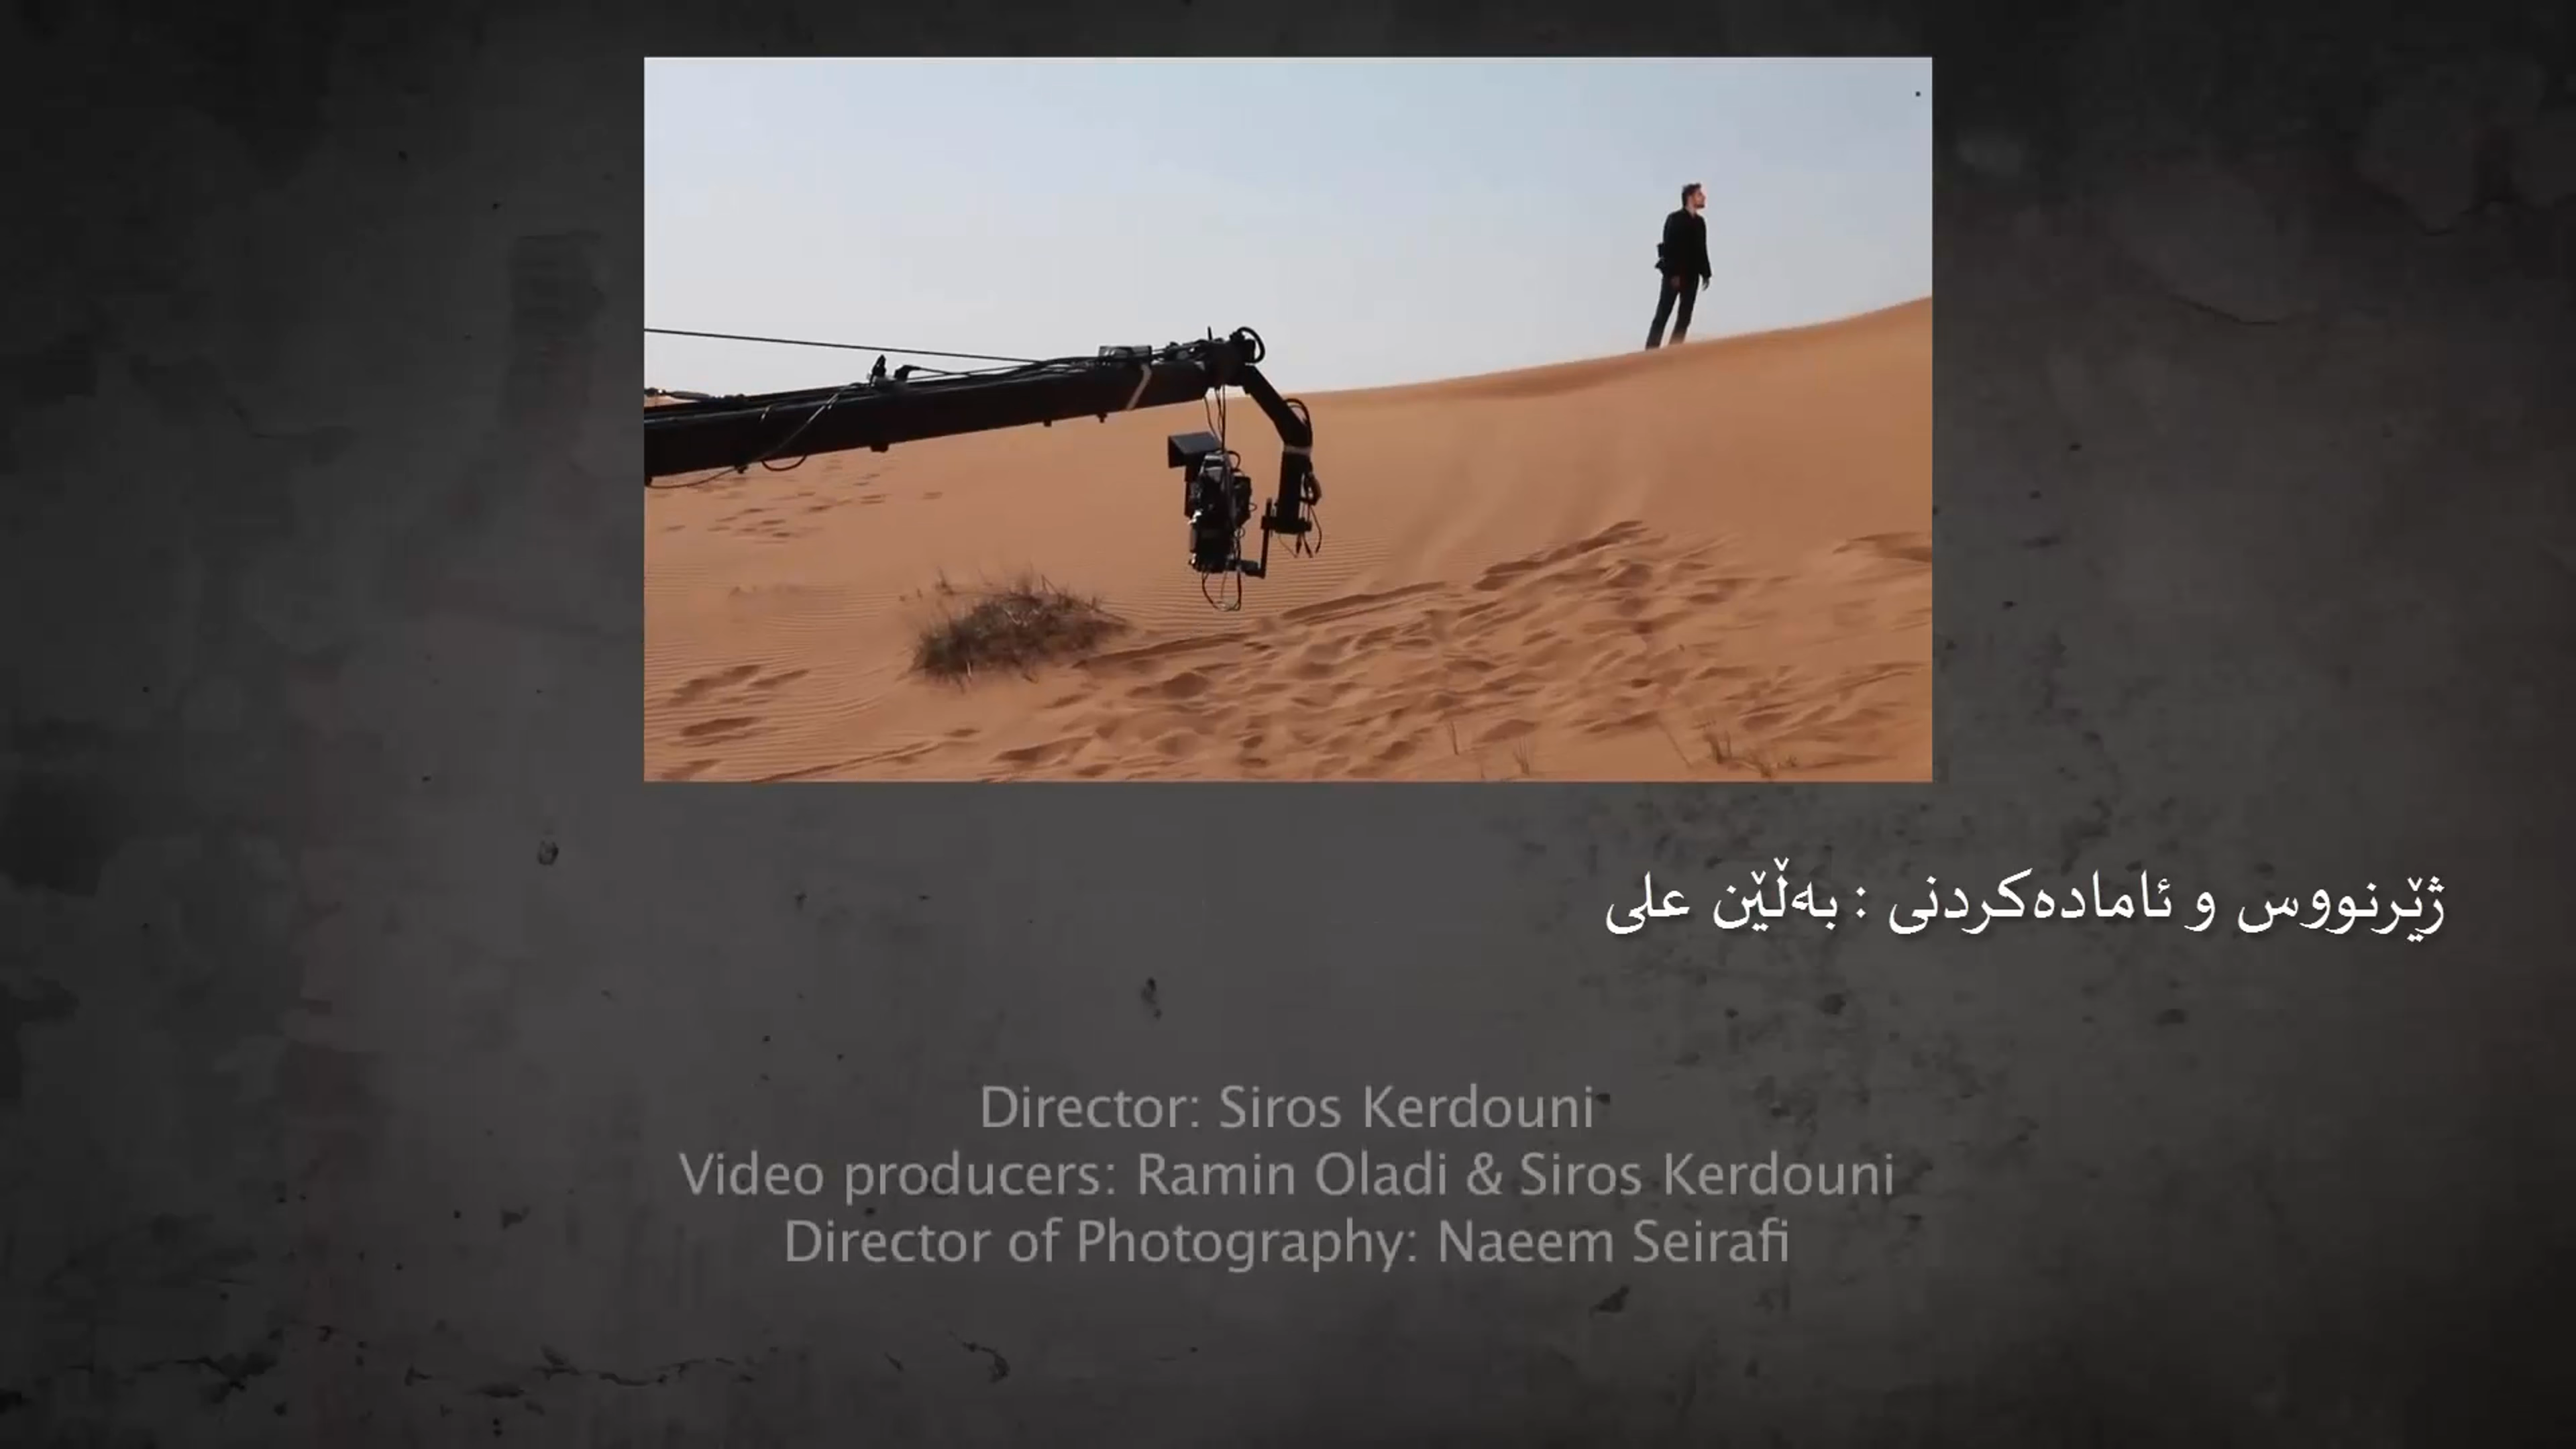 ژێرنووس و ئامادەکردنی : بەڵێن علی
Director: Siros Kerdouni
Video producers: Ramin Oladi & Siros Kerdouni
Director of Photography: Naeem Seirafi